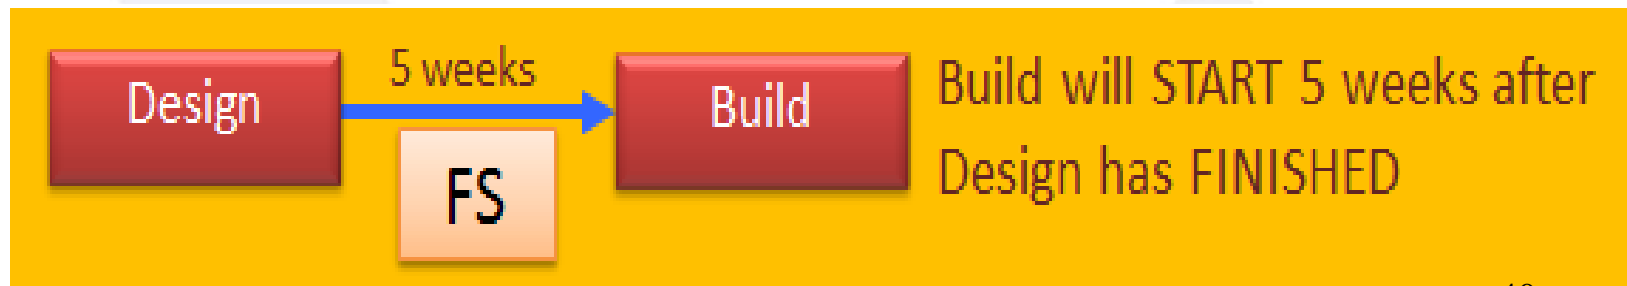 Design
5 weeks
FS
Build
Build will START 5 weeks after
Design has FINISHED